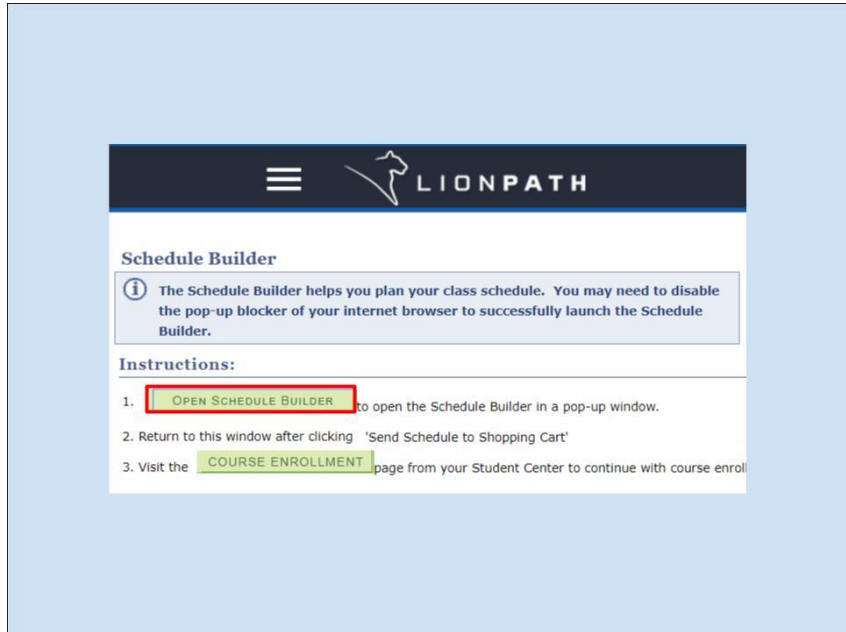 LIONPATH
Schedule Builder
The Schedule Builder helps you plan your class schedule. You may need to disable
the pop-up blocker of your internet browser to successfully launch the Schedule
Builder.
Instructions:
1. OPEN SCHEDULE BUILDER to open the Schedule Builder in a pop-up window.
2. Return to this window after clicking 'Send Schedule to Shopping Cart'
3. Visit the COURSE ENROLLMENT page from your Student Center to continue with course enroll